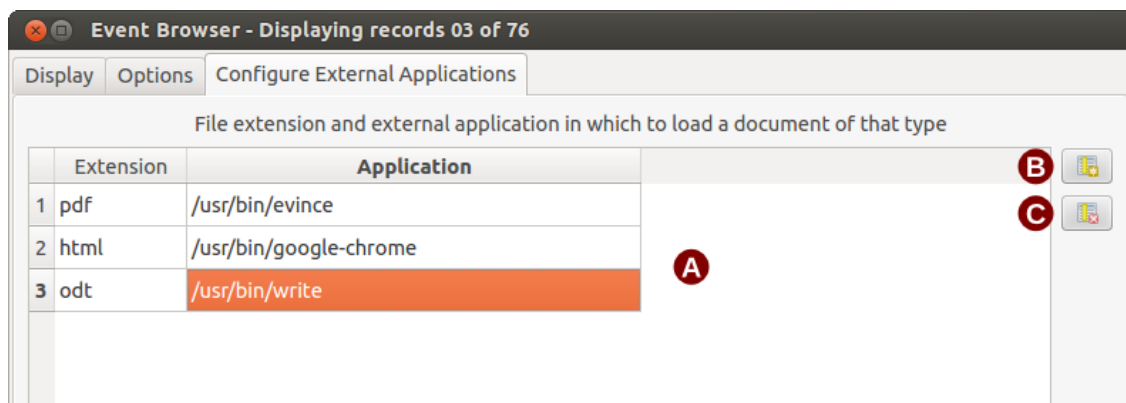 Event Browser - Displaying records 03 of 76
Display Options Configure External Applications
File extension and external application in which to load a document of that type
Extension Application B
1 pdf /usr/bin/evince C
2 html /usr/bin/google-chrome A
3 odt /usr/bin/write